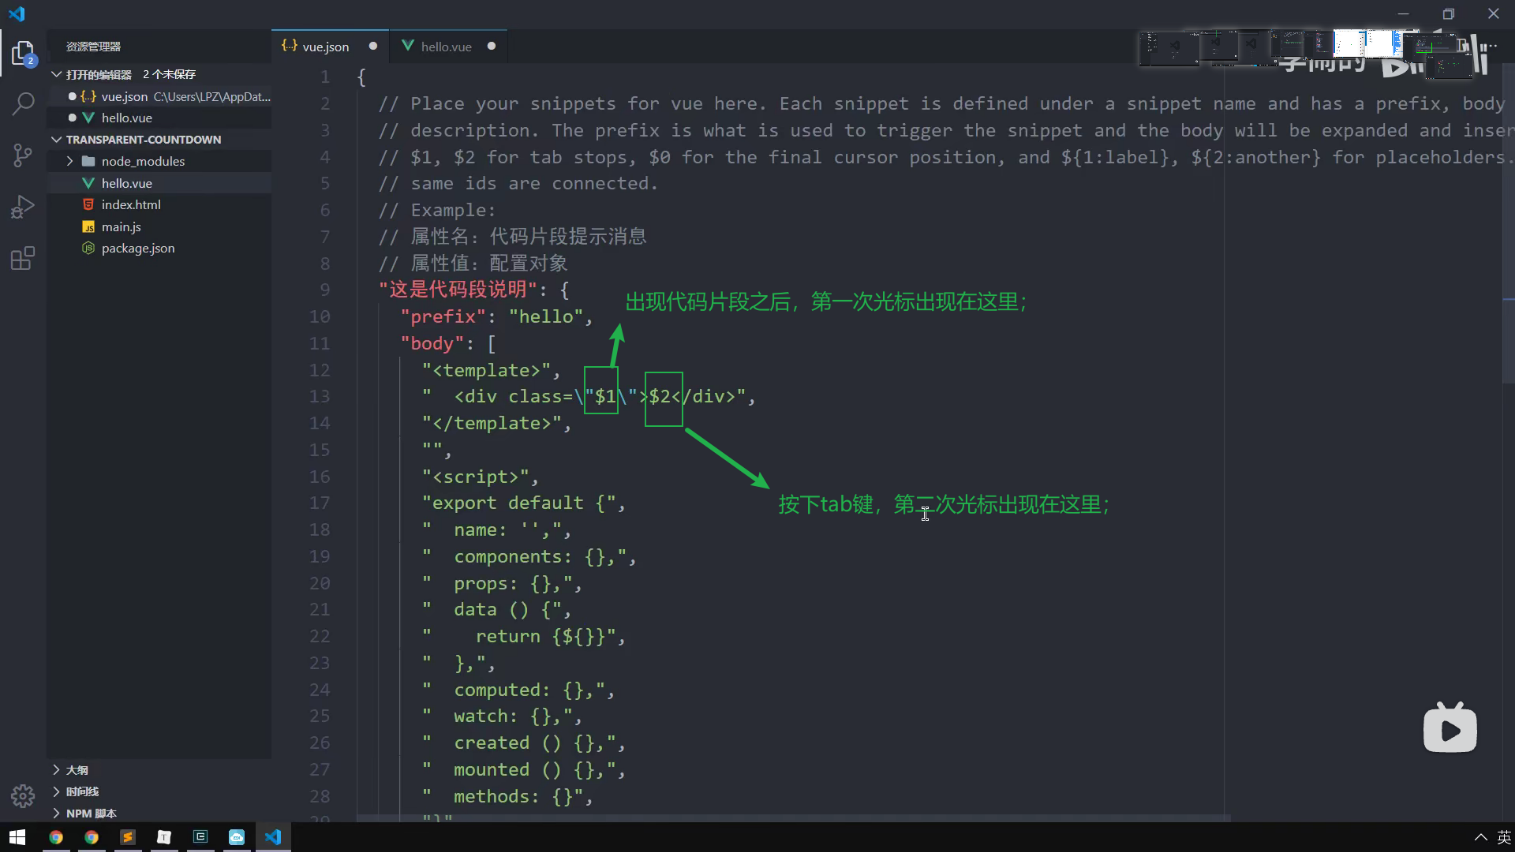 资源管理器
vue.json
hello.vue
打开的编辑器 2 个未保存
vue.json C:\Users\LPZ\AppDat...
hello.vue
TRANSPARENT-COUNTDOWN
node_modules
hello.vue
index.html
main.js
package.json
大纲
时间线
NPM 脚本
1 {
2 // Place your snippets for vue here. Each snippet is defined under a snippet name and has a prefix, body
3 // description. The prefix is what is used to trigger the snippet and the body will be expanded and inser
4 // $1, $2 for tab stops, $0 for the final cursor position, and ${1:label}, ${2:another} for placeholders.
5 // same ids are connected.
6 // Example:
7 // 属性名：代码片段提示消息
8 // 属性值：配置对象
9 "这是代码段说明": {
出现代码片段之后，第一次光标出现在这里；
10 "prefix": "hello",
11 "body": [
12 "<template>",
13 "  <div class=\"$1\">$2</div>",
14 "</template>",
15 "",
16 "<script>",
17 "export default {",
按下tab键，第二次光标出现在这里；
18 "  name: '',",
19 "  components: {},",
20 "  props: {},",
21 "  data () {",
22 "    return {${}}",
23 "  },",
24 "  computed: {},",
25 "  watch: {},",
26 "  created () {},",
27 "  mounted () {},",
28 "  methods: {}",
29 "}"
英